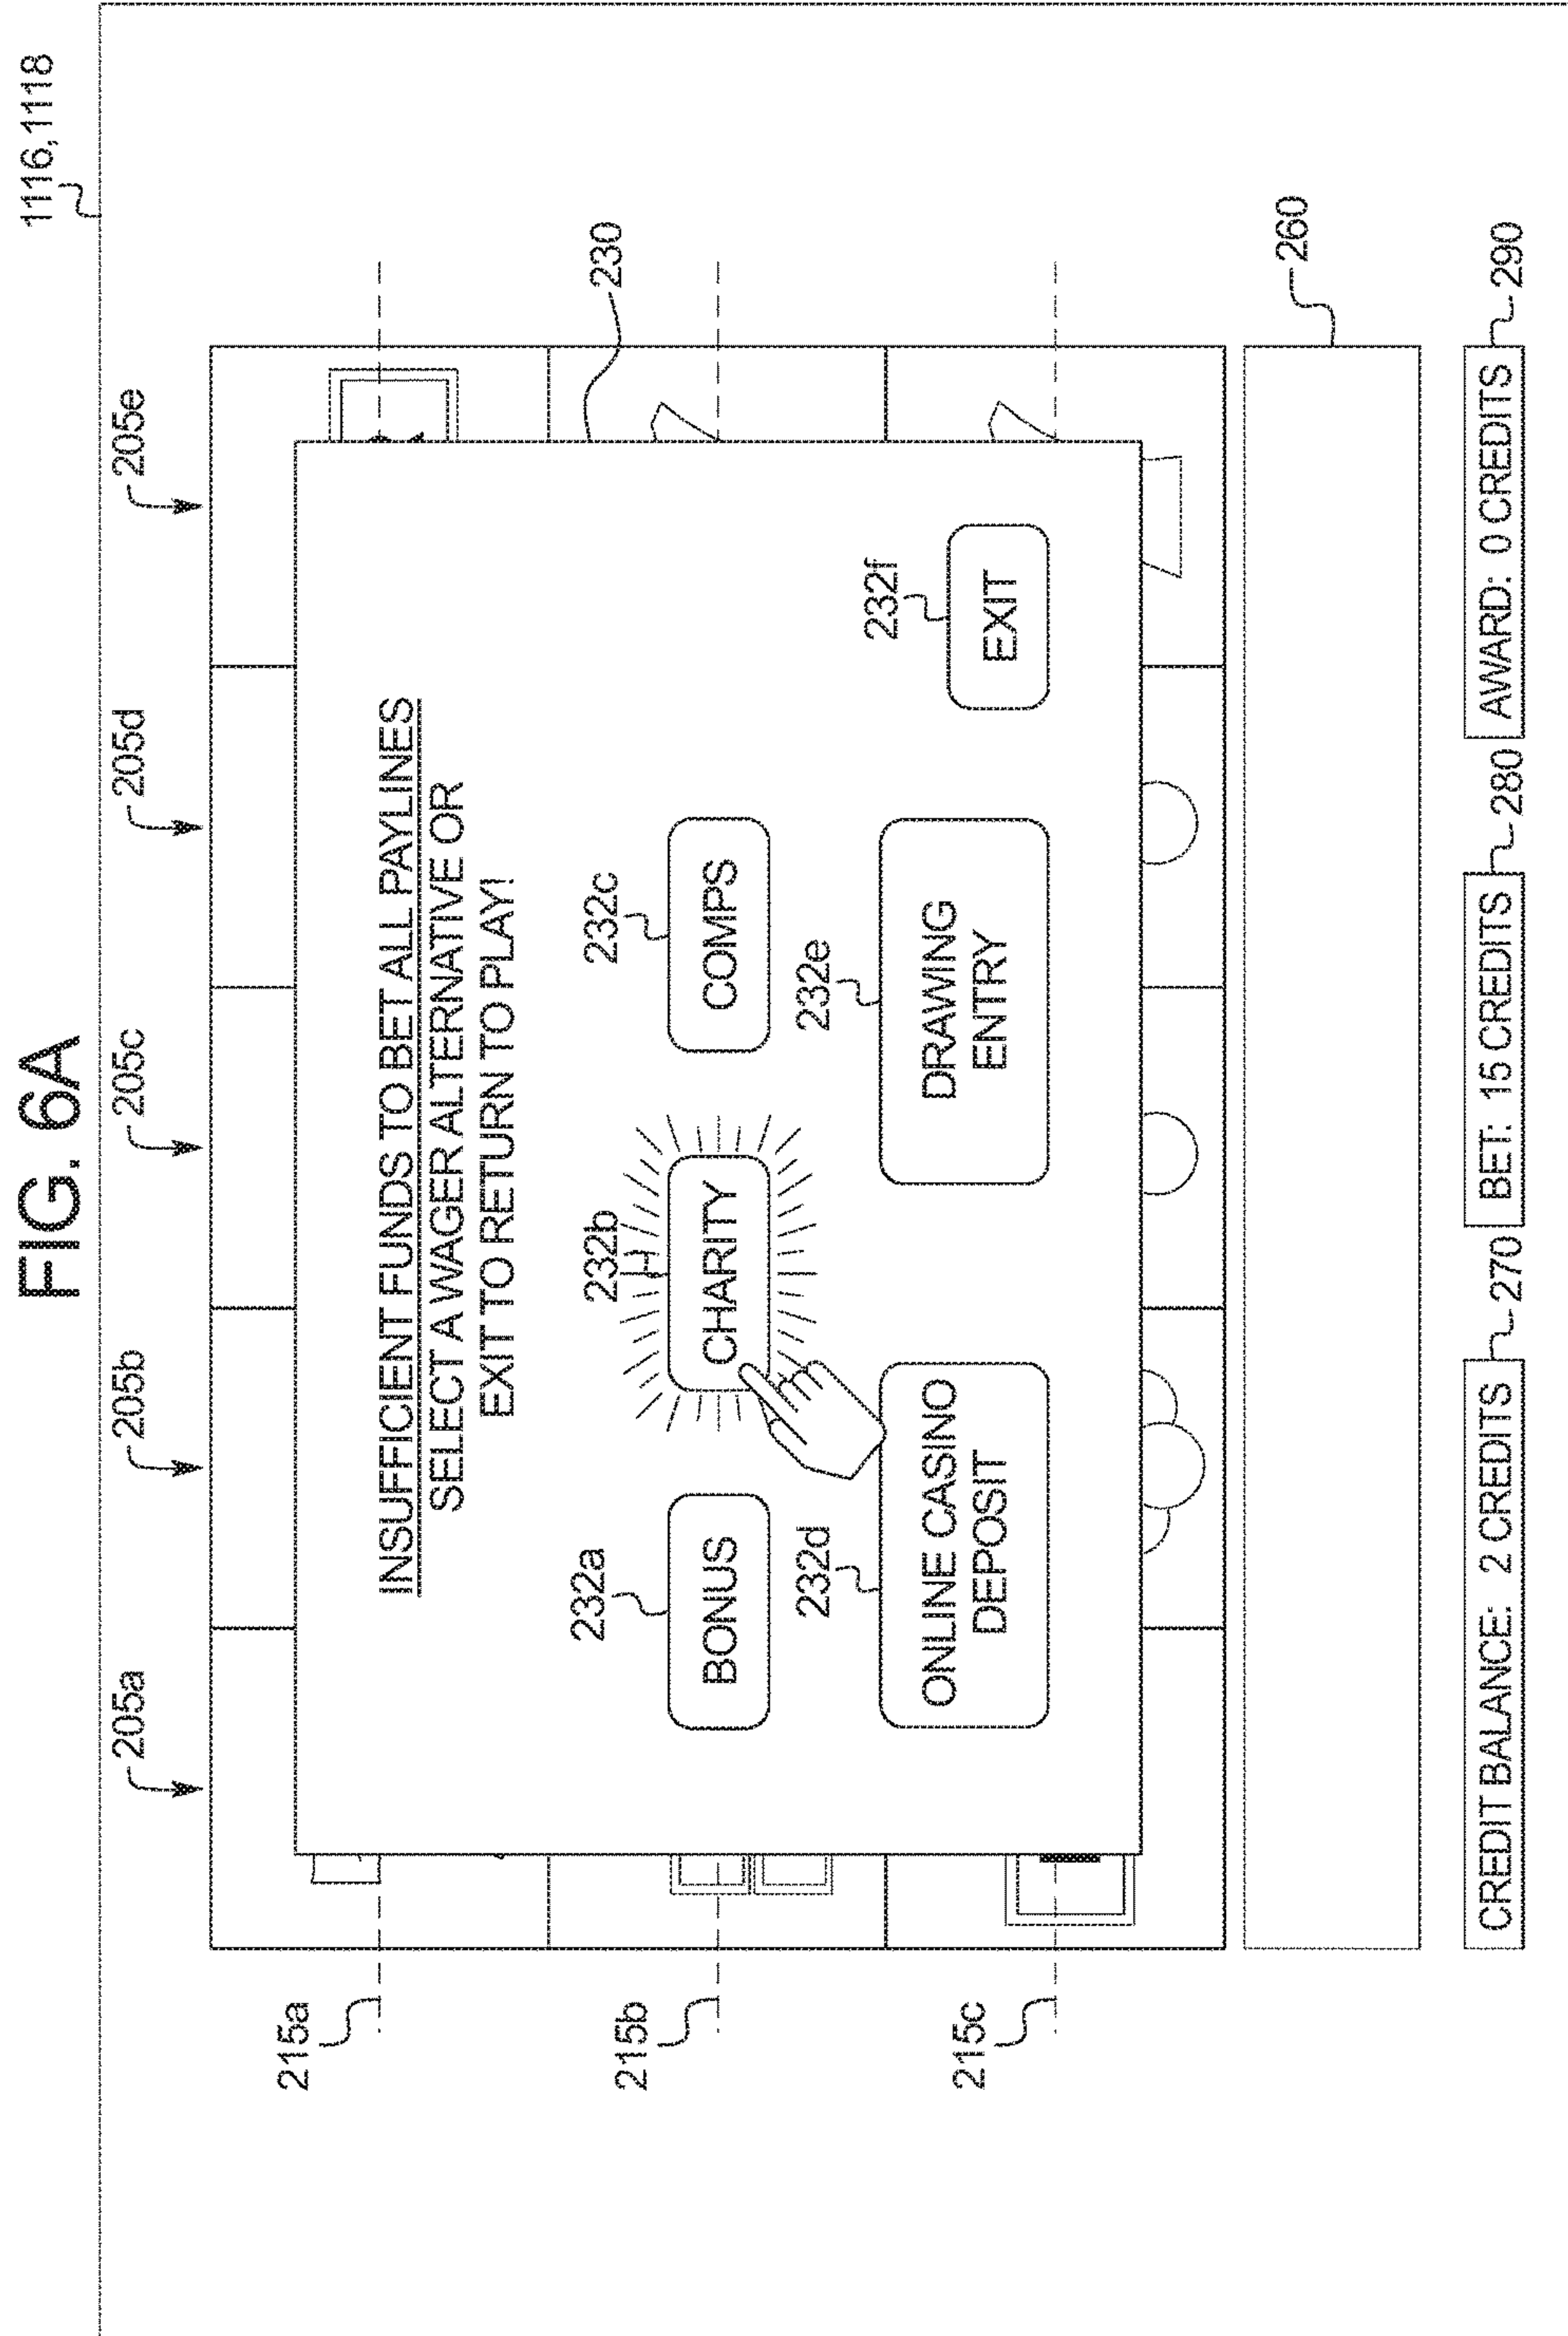 FIG. 6A
1116,1118
205a
205b
205c
205d
205e
215a
215b
215c
230
INSUFFICIENT FUNDS TO BET ALL PAYLINES
SELECT A WAGER ALTERNATIVE OR
EXIT TO RETURN TO PLAY!
232a
232b
232c
BONUS
CHARITY
COMPS
232d
232e
232f
ONLINE CASINO
DEPOSIT
DRAWING
ENTRY
EXIT
260
CREDIT BALANCE: 2 CREDITS
270
BET: 15 CREDITS
280
AWARD: 0 CREDITS
290